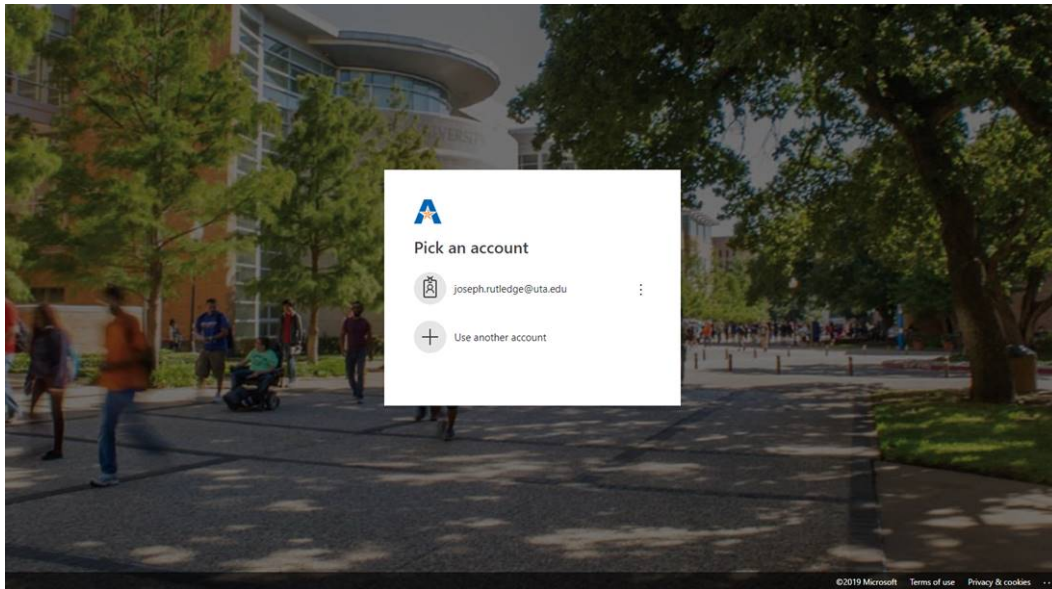 Pick an account
joseph.rutledge@uta.edu
Use another account
©2019 Microsoft Terms of use Privacy & cookies